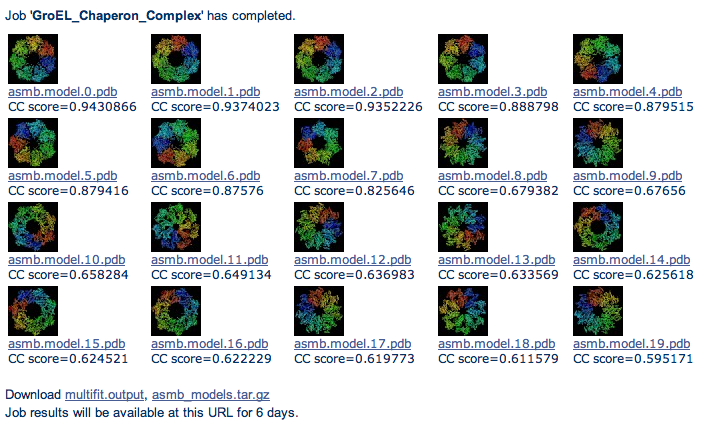 Job 'GroEL_Chaperon_Complex' has completed.
asmb.model.0.pdb asmb.model.1.pdb asmb.model.2.pdb asmb.model.3.pdb asmb.model.4.pdb
CC score=0.9430866 CC score=0.9374023 CC score=0.9352226 CC score=0.888798 CC score=0.879515
asmb.model.5.pdb asmb.model.6.pdb asmb.model.7.pdb asmb.model.8.pdb asmb.model.9.pdb
CC score=0.879416 CC score=0.87576 CC score=0.825646 CC score=0.679382 CC score=0.67656
asmb.model.10.pdb asmb.model.11.pdb asmb.model.12.pdb asmb.model.13.pdb asmb.model.14.pdb
CC score=0.658284 CC score=0.649134 CC score=0.636983 CC score=0.633569 CC score=0.625618
asmb.model.15.pdb asmb.model.16.pdb asmb.model.17.pdb asmb.model.18.pdb asmb.model.19.pdb
CC score=0.624521 CC score=0.622229 CC score=0.619773 CC score=0.611579 CC score=0.595171
Download multifit.output, asmb_models.tar.gz
Job results will be available at this URL for 6 days.